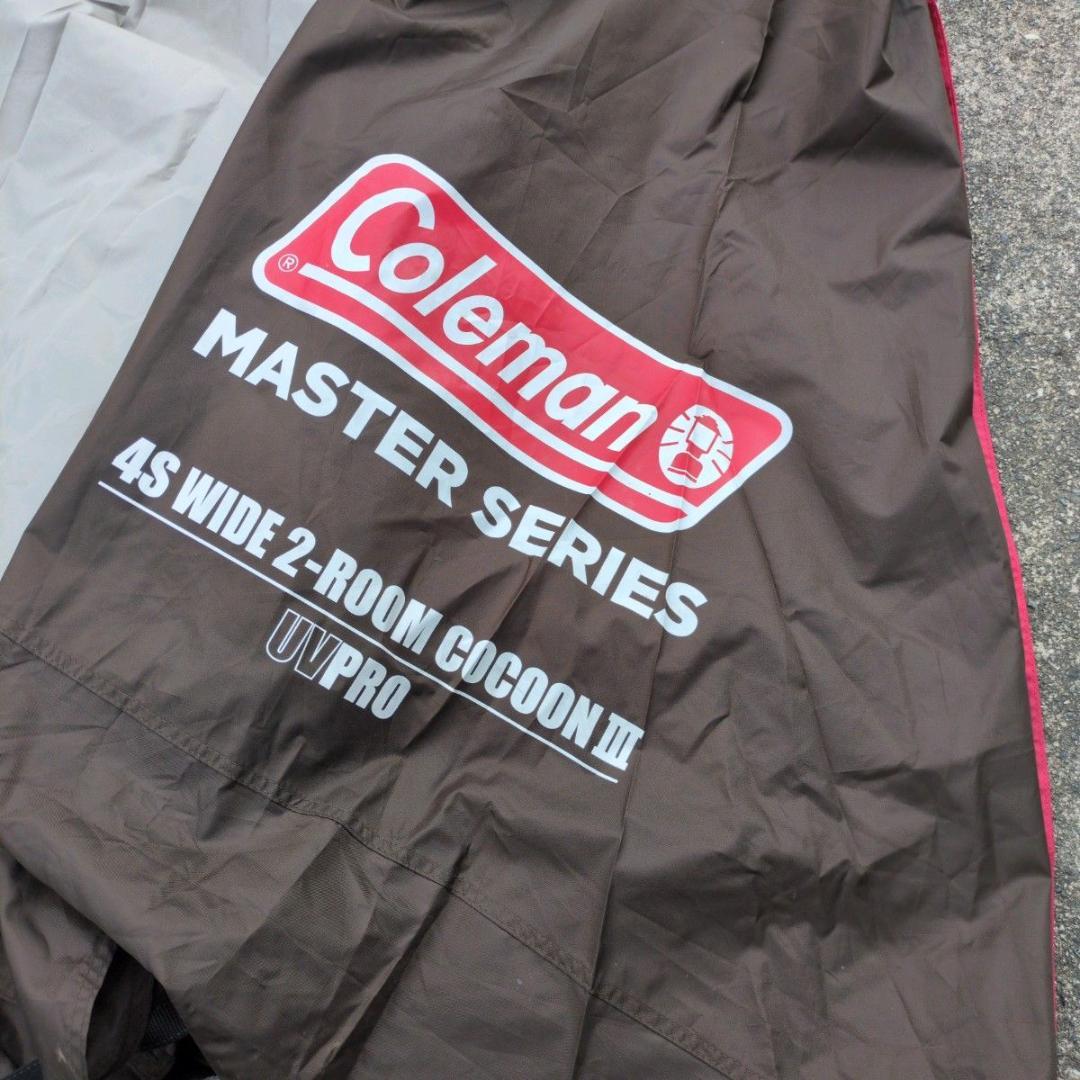 Coleman
®
MASTER SERIES
4S WIDE 2-ROOM COCOON III
UVPRO